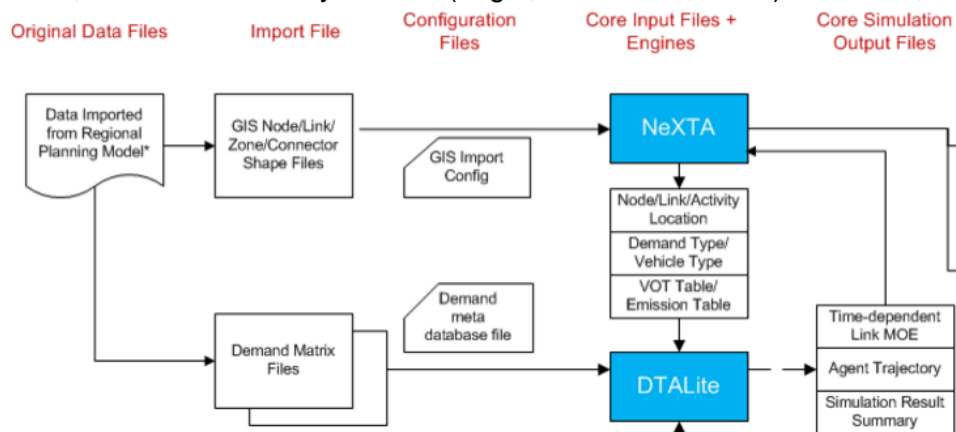 Original Data Files
Import File
Configuration
Files
Core Input Files +
Engines
Core Simulation
Output Files
Data Imported
from Regional
Planning Model*
GIS Node/Link/
Zone/Connector
Shape Files
GIS Import
Config
NeXTA
Node/Link/Activity
Location
Demand Type/
Vehicle Type
VOT Table/
Emission Table
Demand
meta
database file
Demand Matrix
Files
DTALite
Time-dependent
Link MOE
Agent Trajectory
Simulation Result
Summary